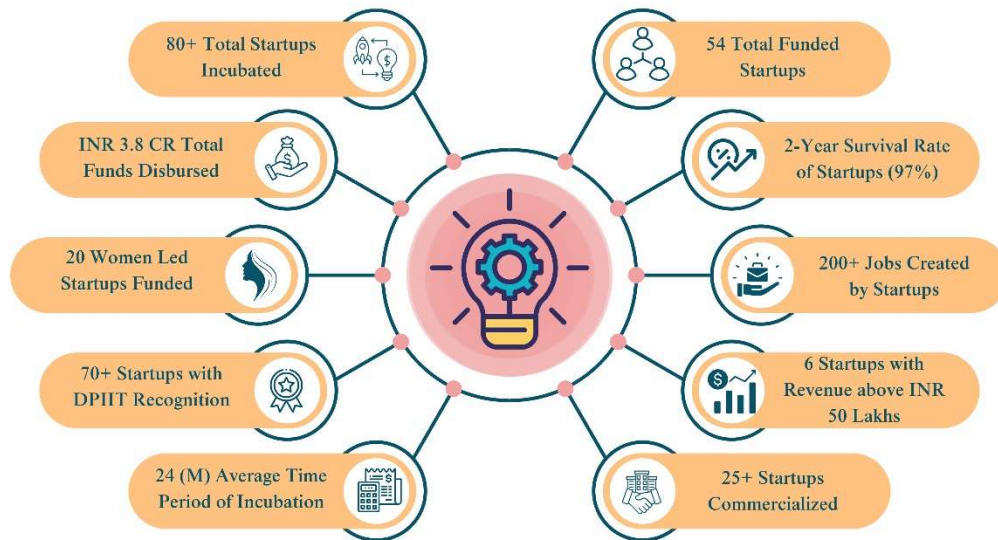 80+ Total Startups
Incubated
54 Total Funded
Startups
INR 3.8 CR Total
Funds Disbursed
2-Year Survival Rate
of Startups (97%)
20 Women Led
Startups Funded
200+ Jobs Created
by Startups
70+ Startups with
DPIIT Recognition
6 Startups with
Revenue above INR
50 Lakhs
24 (M) Average Time
Period of Incubation
25+ Startups
Commercialized